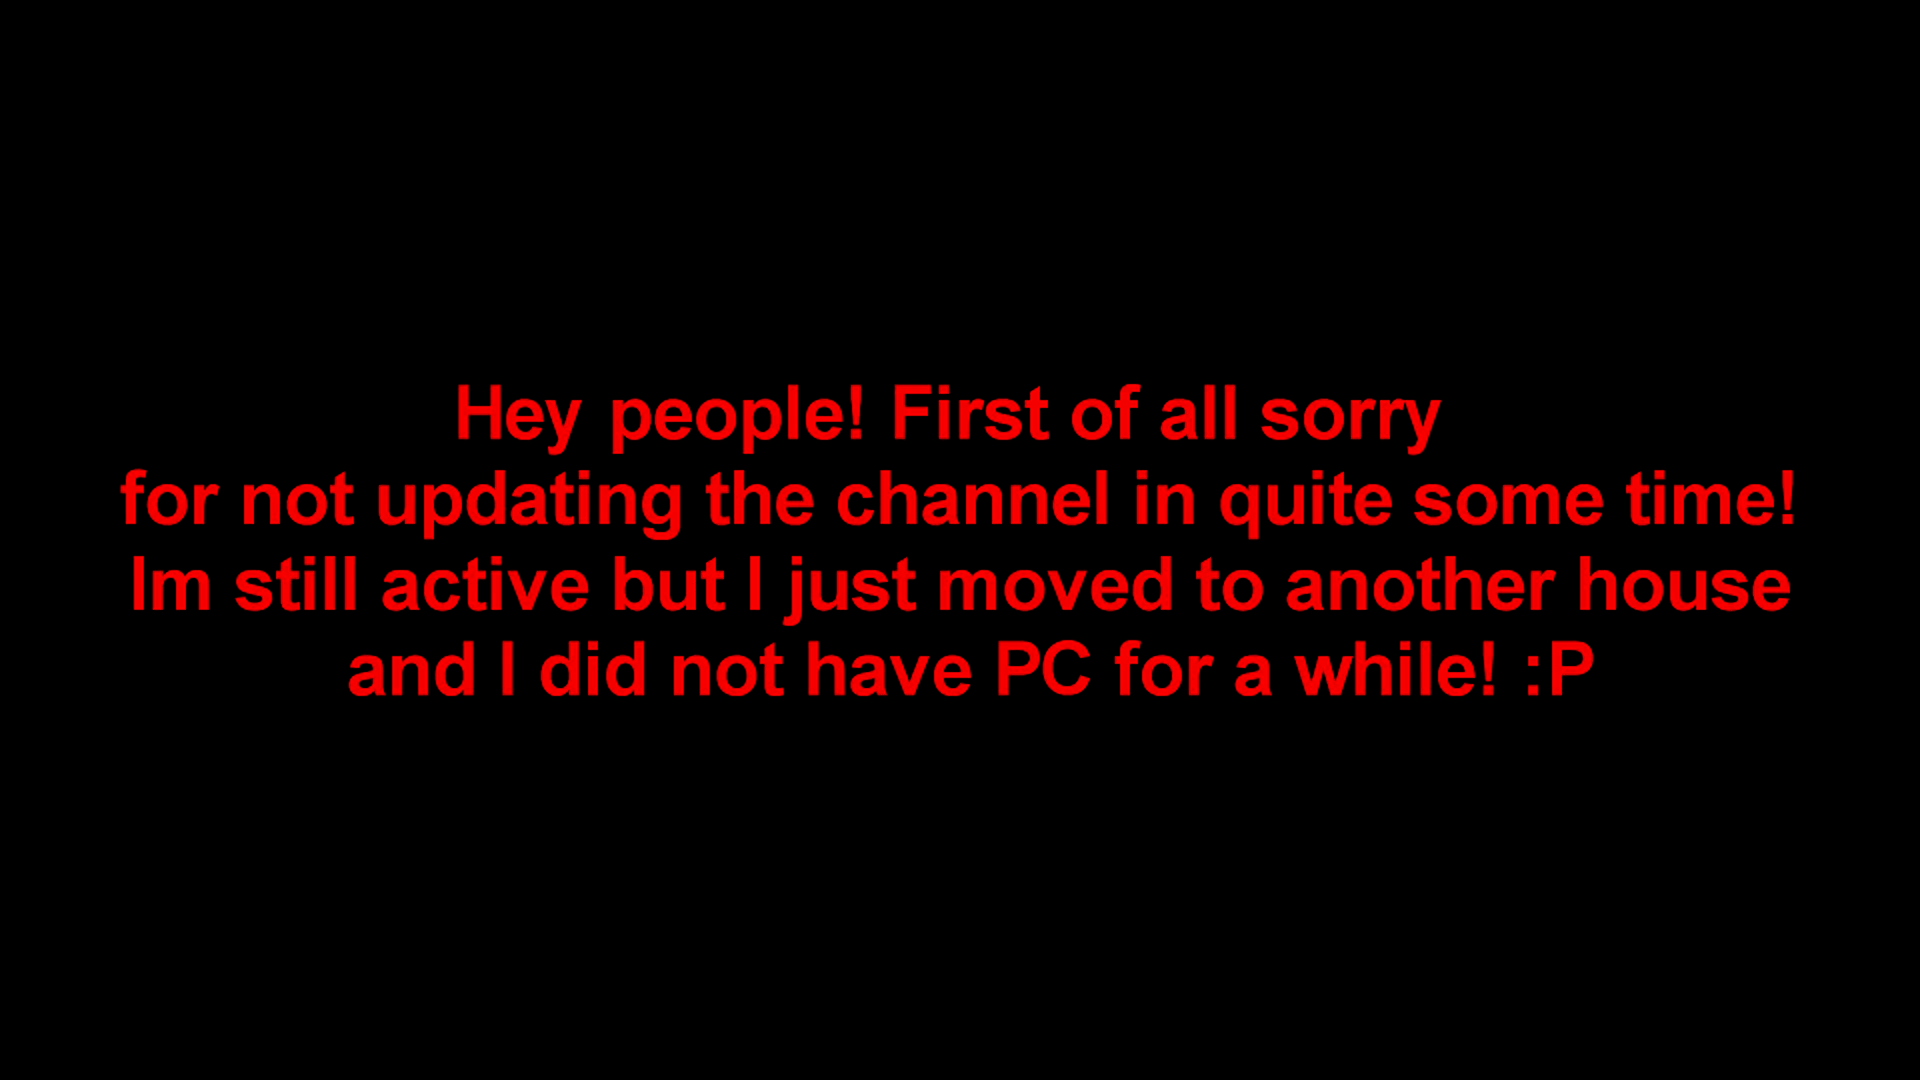 Hey people! First of all sorry
for not updating the channel in quite some time!
Im still active but I just moved to another house
and I did not have PC for a while! :P